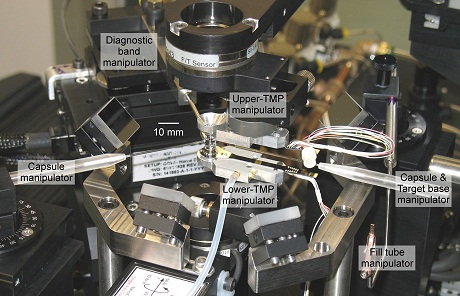 Diagnostic
band
manipulator
F/T Sensor
Upper-TMP
manipulator
10 mm
Capsule
manipulator
Lower-TMP
manipulator
Capsule &
Target base
manipulator
Fill tube
manipulator